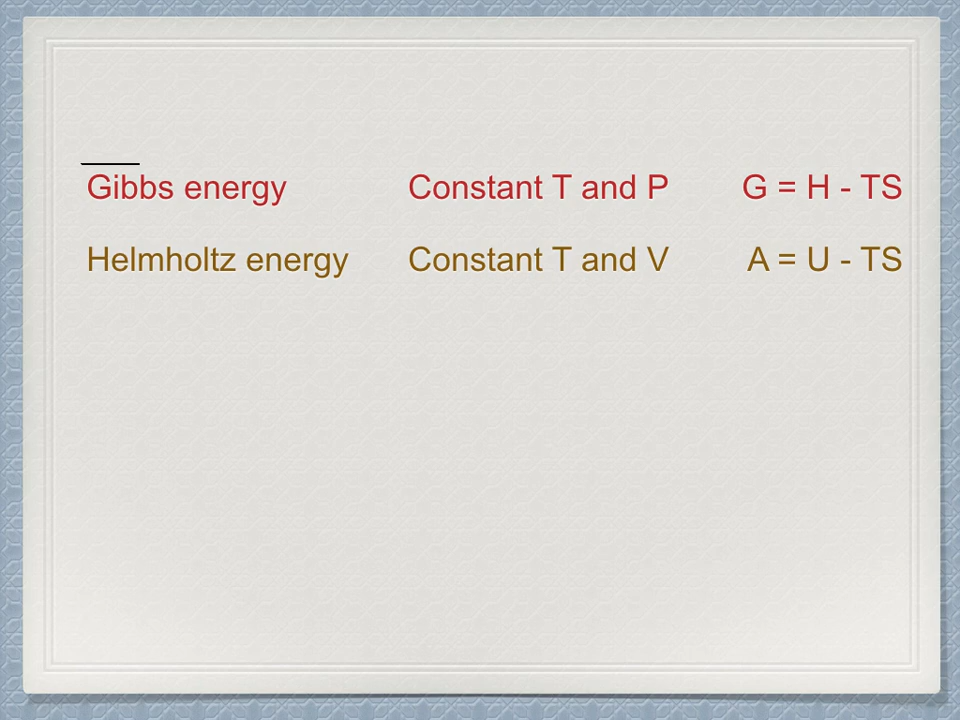 Gibbs energy Constant T and P G = H - TS
Helmholtz energy Constant T and V A = U - TS